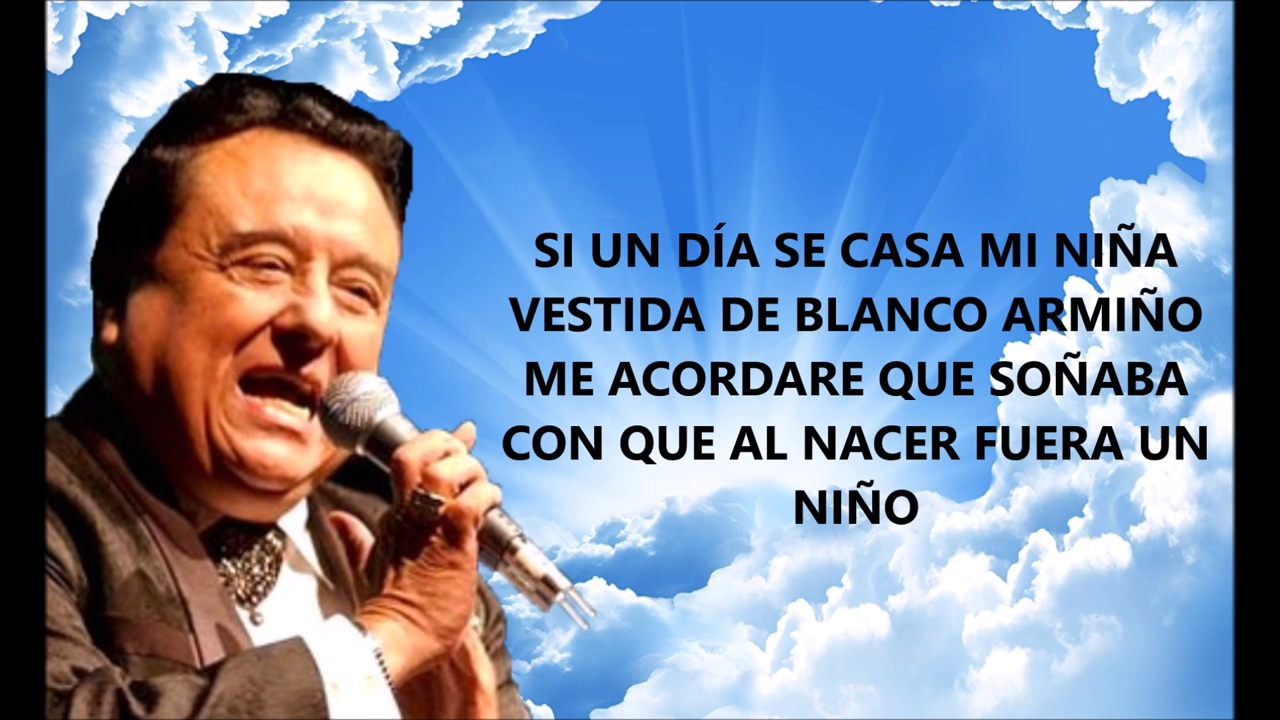 SI UN DÍA SE CASA MI NIÑA
VESTIDA DE BLANCO ARMIÑO
ME ACORDARE QUE SOÑABA
CON QUE AL NACER FUERA UN
NIÑO